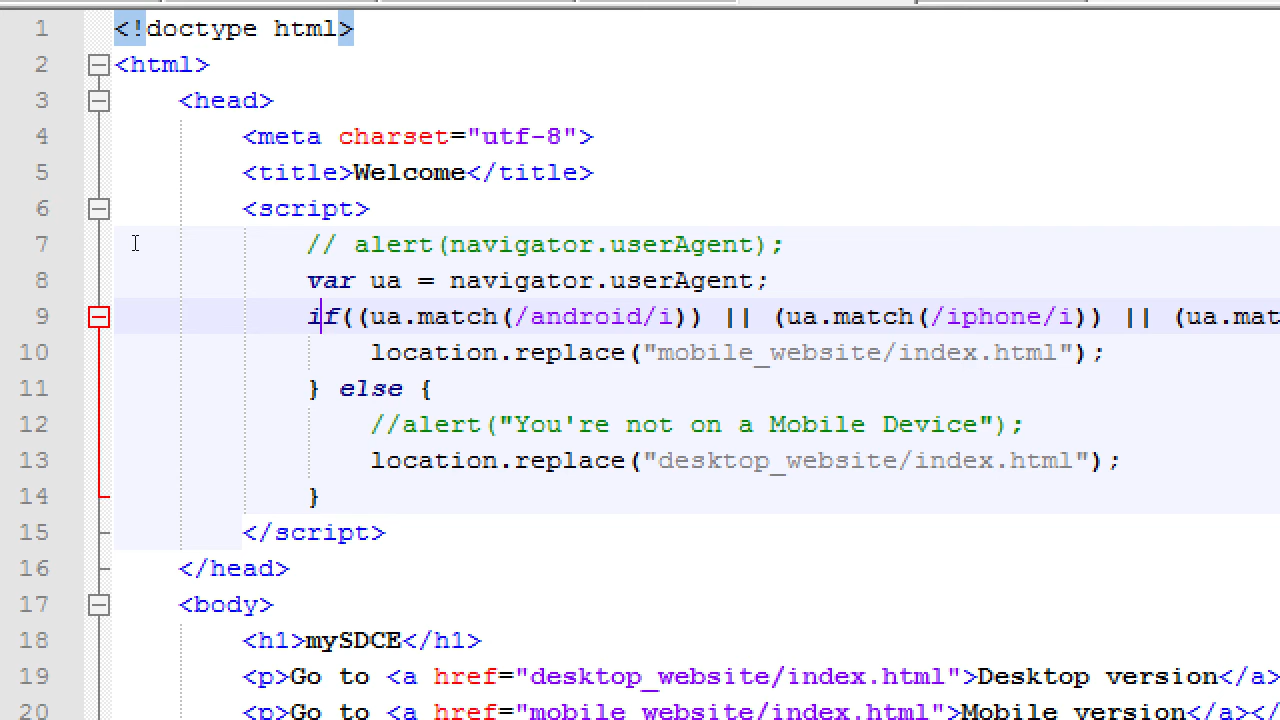 1 <!doctype html>
2 <html>
3 <head>
4 <meta charset="utf-8">
5 <title>Welcome</title>
6 <script>
7 // alert(navigator.userAgent);
8 var ua = navigator.userAgent;
9 if((ua.match(/android/i)) || (ua.match(/iphone/i)) || (ua.mat
10 location.replace("mobile_website/index.html");
11 } else {
12 //alert("You're not on a Mobile Device");
13 location.replace("desktop_website/index.html");
14 }
15 </script>
16 </head>
17 <body>
18 <h1>mySDCE</h1>
19 <p>Go to <a href="desktop_website/index.html">Desktop version</a>
20 <p>Go to <a href="mobile_website/index.html">Mobile version</a></